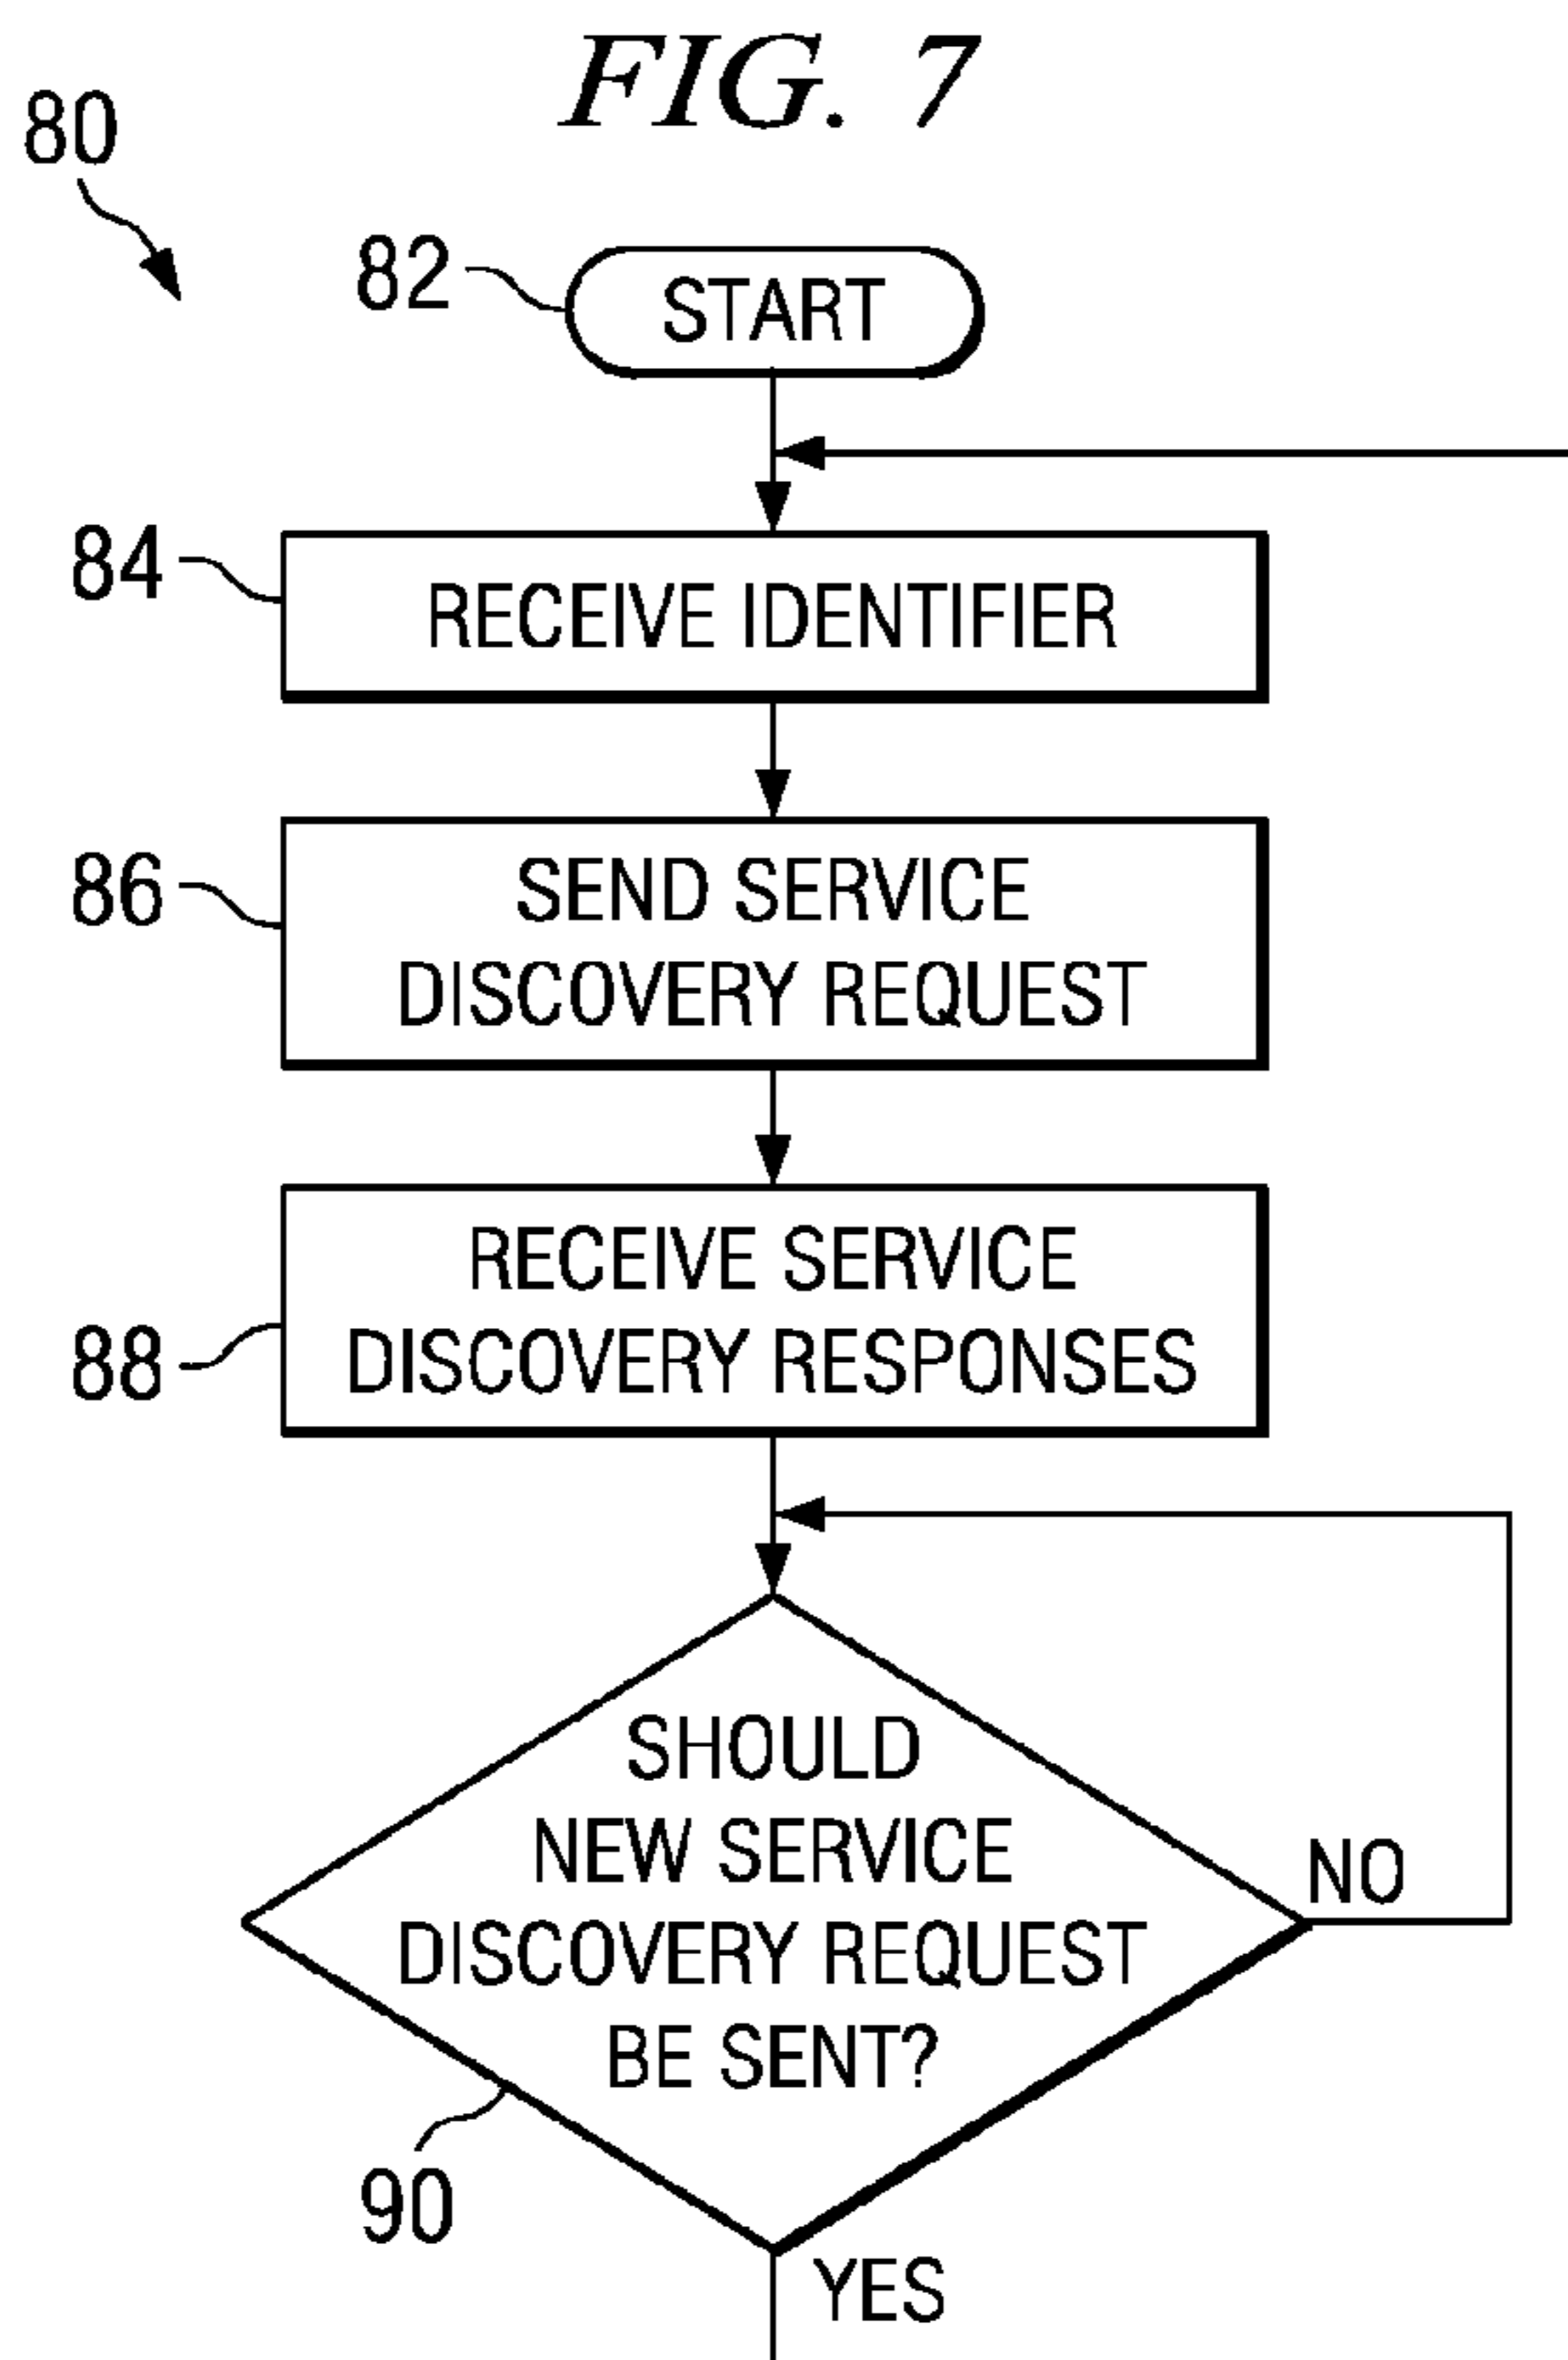 FIG. 7
80
82
START
84
RECEIVE IDENTIFIER
86
SEND SERVICE
DISCOVERY REQUEST
88
RECEIVE SERVICE
DISCOVERY RESPONSES
SHOULD
NEW SERVICE
DISCOVERY REQUEST
BE SENT?
NO
90
YES